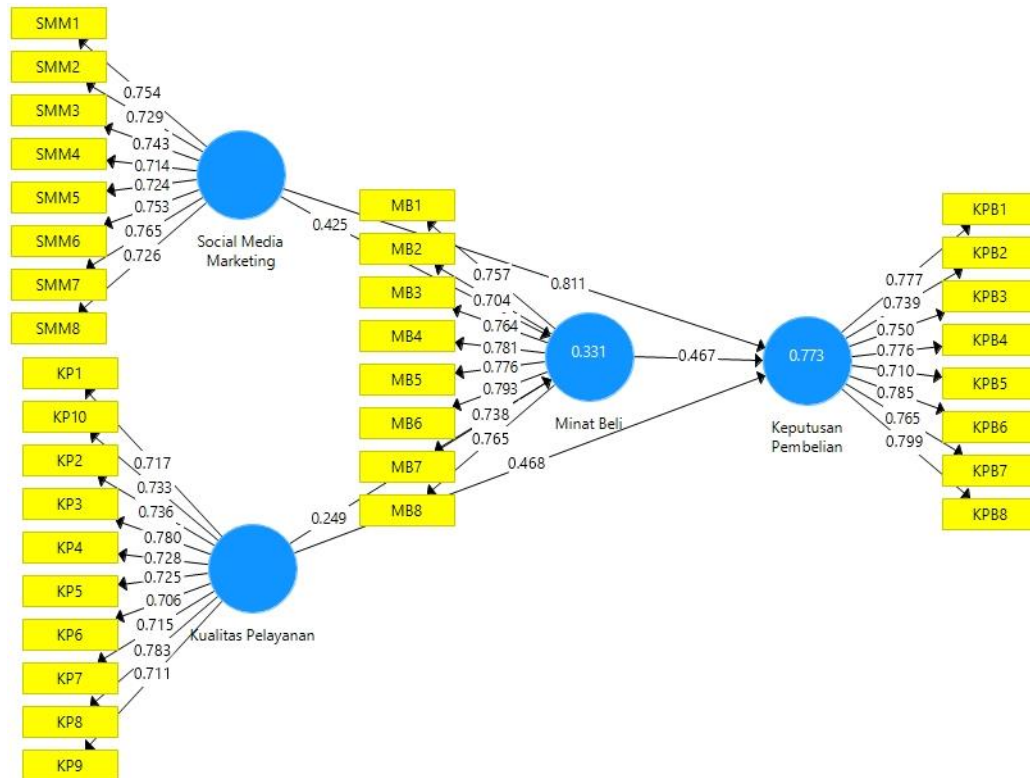 SMM1
SMM2
SMM3
SMM4
SMM5
SMM6
SMM7
SMM8
0.754
0.729
0.743
0.714
0.724
0.753
0.765
0.726
Social Media
Marketing
KP1
KP10
KP2
KP3
KP4
KP5
KP6
KP7
KP8
KP9
0.717
0.733
0.736
0.780
0.728
0.725
0.706
0.715
0.783
0.711
Kualitas Pelayanan
0.425
0.811
0.249
0.468
MB1
MB2
MB3
MB4
MB5
MB6
MB7
MB8
0.757
0.704
0.764
0.781
0.776
0.793
0.738
0.765
0.331
Minat Beli
0.467
0.773
Keputusan
Pembelian
0.777
0.739
0.750
0.776
0.710
0.785
0.765
0.799
KPB1
KPB2
KPB3
KPB4
KPB5
KPB6
KPB7
KPB8